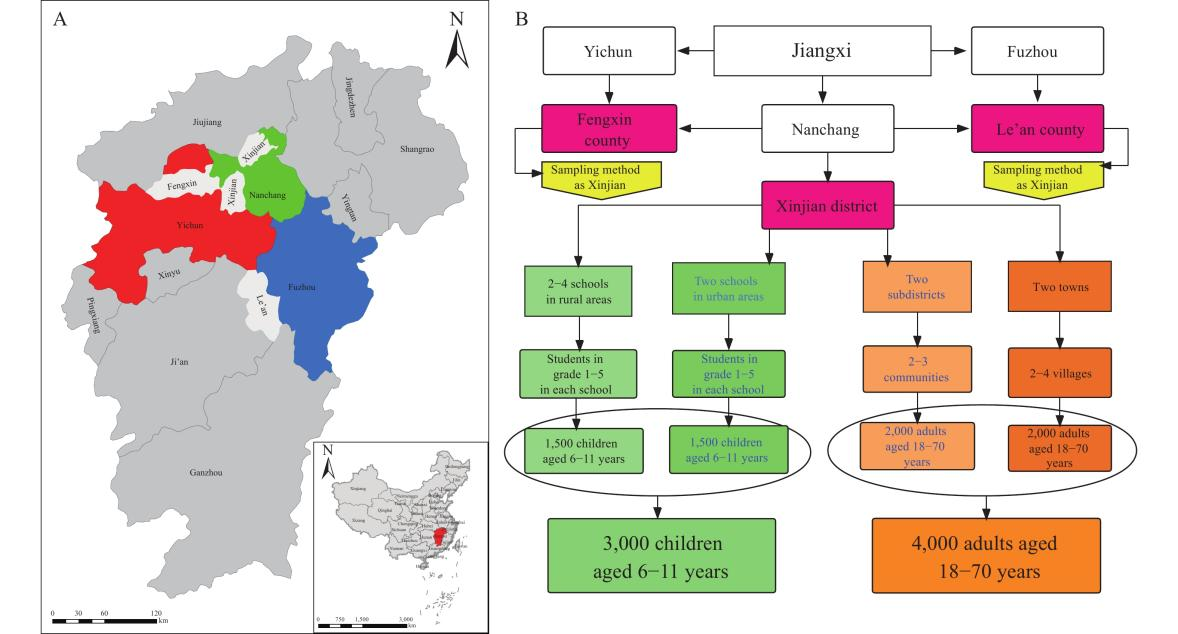 A
N
Jingdezhen
Jiujiang
Shangrao
Xinjian
Fengxin
Xinjian
Nanchang
Yingtan
Yichun
Xinyu
Fuzhou
Le'an
Pingxiang
Ji'an
Ganzhou
0 30 60 120
km
N
Xinjiang
Qinghai
Xizang
0 750 1,500 3,000
km
B
Yichun
Jiangxi
Fuzhou
Fengxin
county
Nanchang
Le'an county
Sampling method
as Xinjian
Sampling method
as Xinjian
Xinjian district
2−4 schools
in rural areas
Two schools
in urban areas
Two
subdistricts
Two towns
Students in
grade 1−5
in each school
Students in
grade 1−5
in each school
2−3
communities
2−4 villages
1,500 children
aged 6−11 years
1,500 children
aged 6−11 years
2,000 adults
aged 18−70
years
2,000 adults
aged 18−70
years
3,000 children
aged 6−11 years
4,000 adults aged
18−70 years